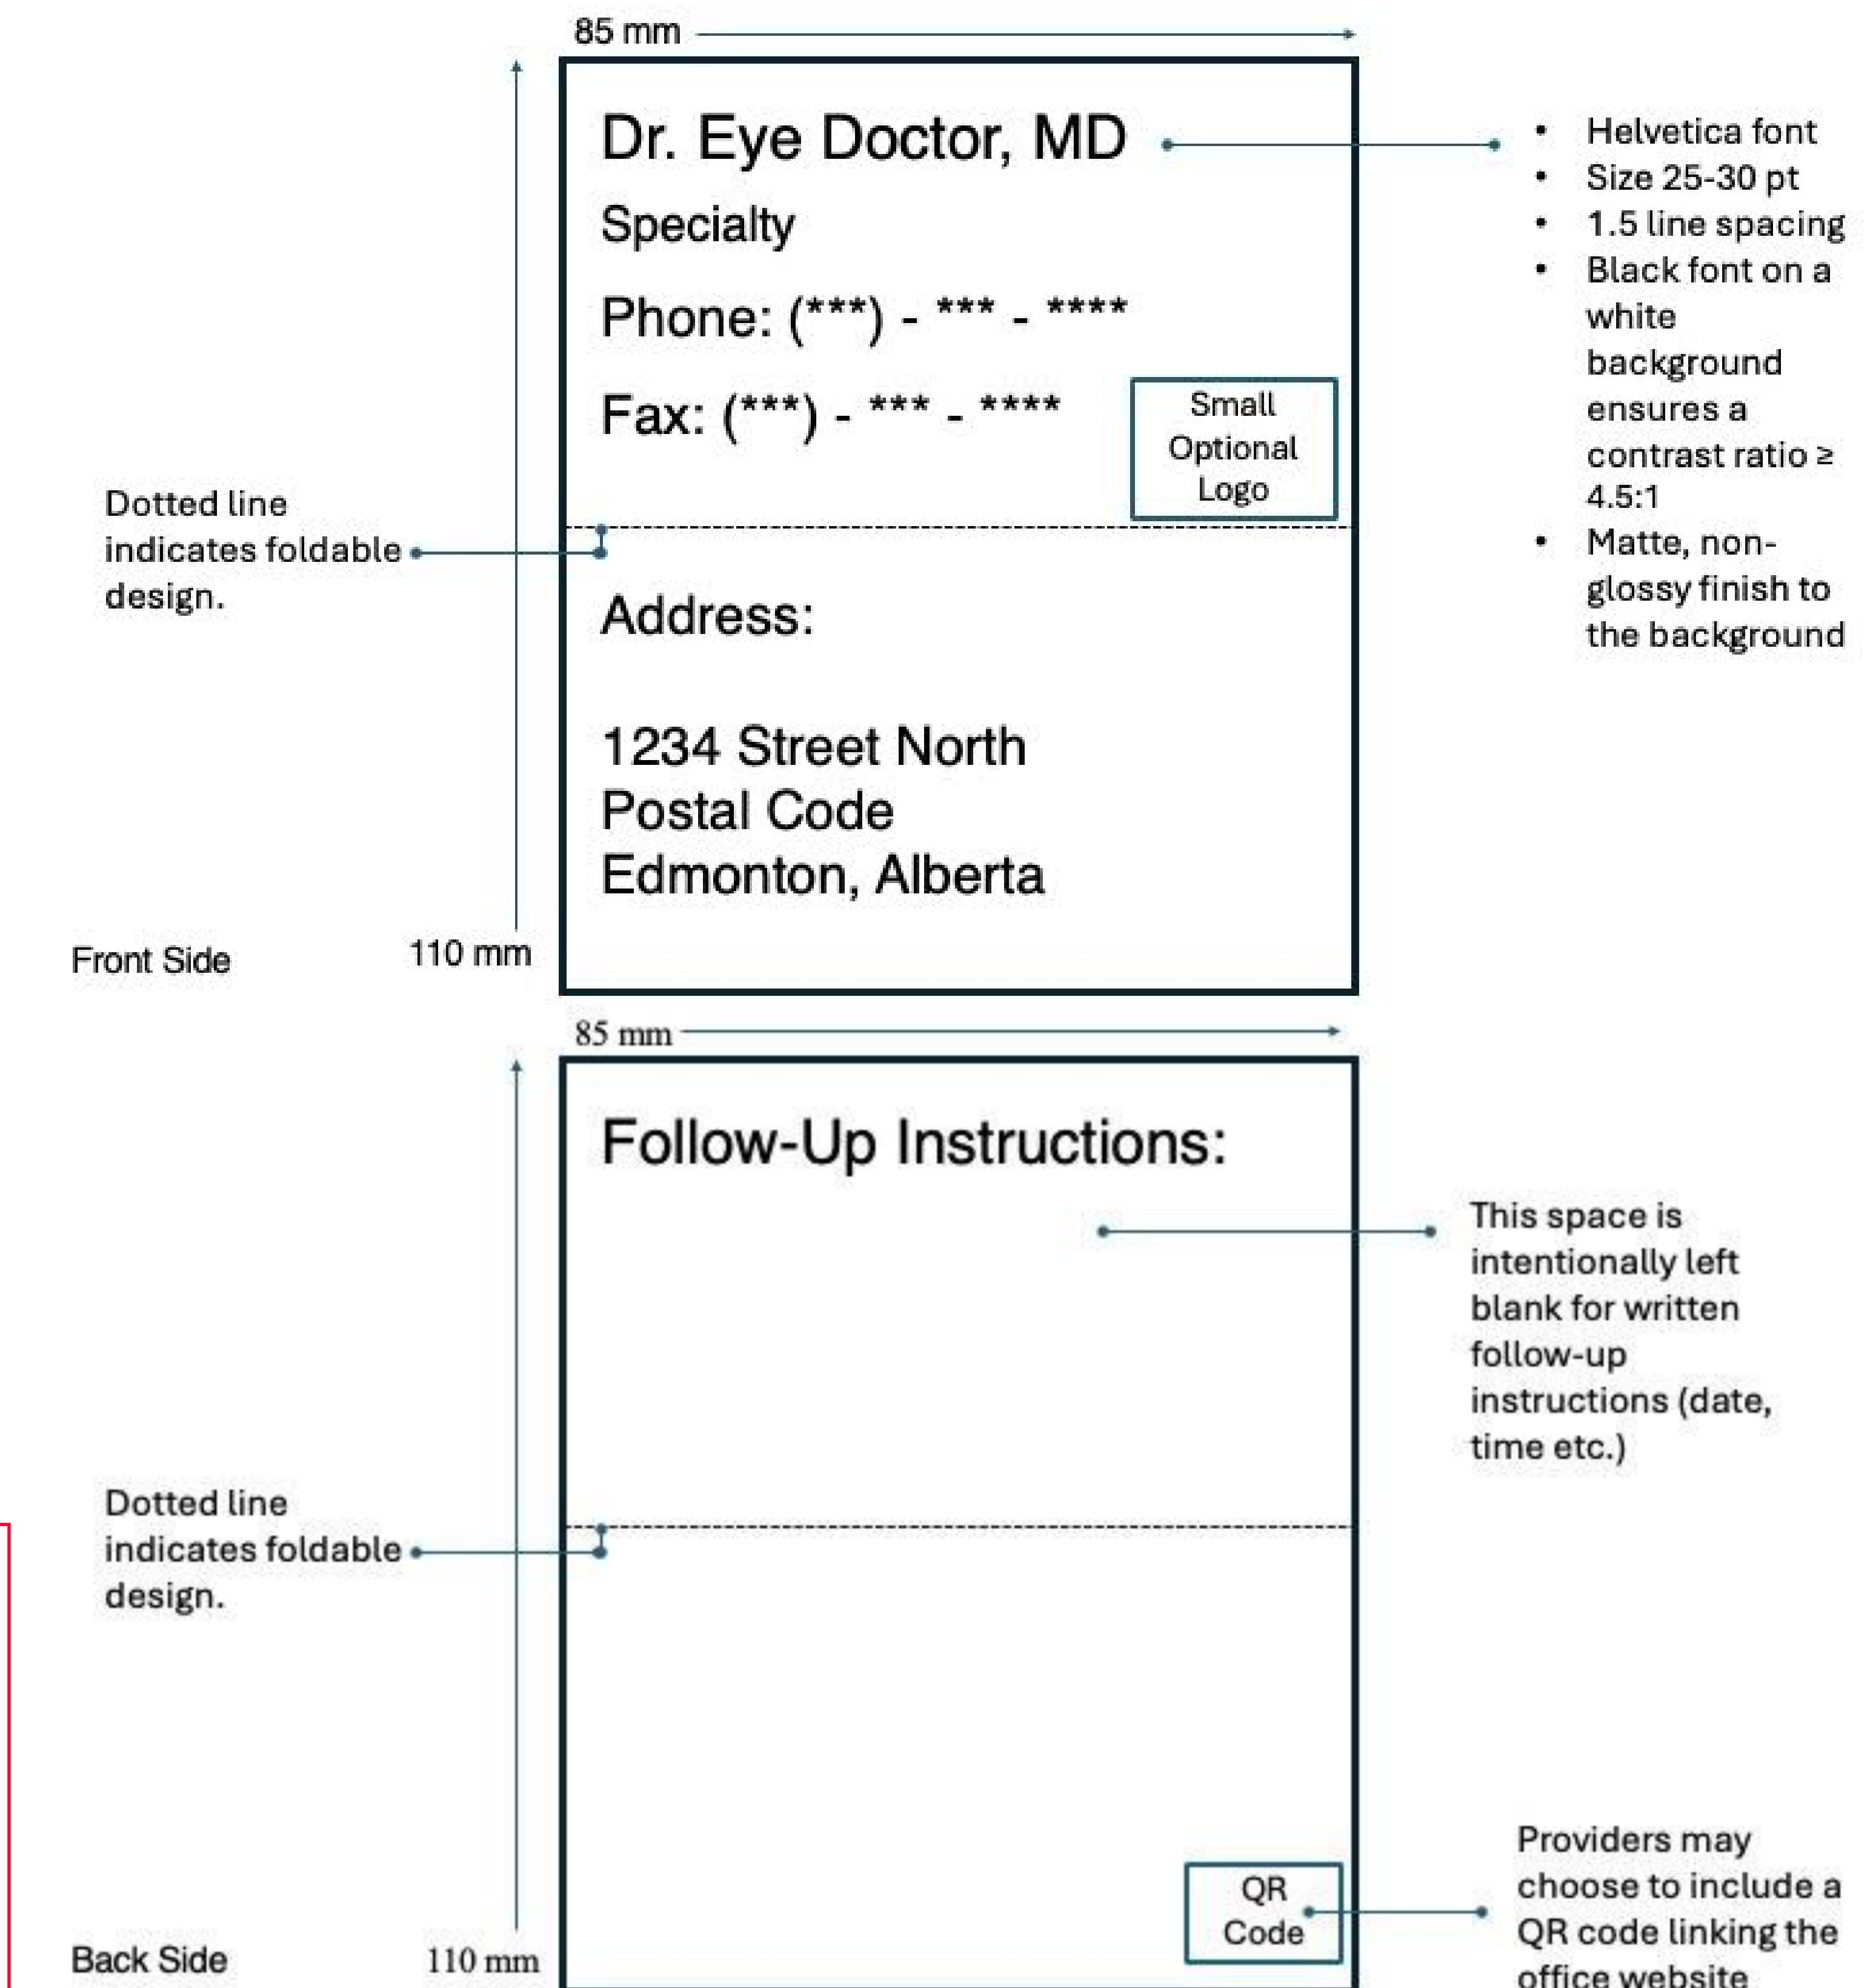 85 mm
Dr. Eye Doctor, MD
Specialty
Phone: (***) - *** - ****
Fax: (***) - *** - ****
Small
Optional
Logo
Address:
1234 Street North
Postal Code
Edmonton, Alberta
• Helvetica font
• Size 25-30 pt
• 1.5 line spacing
• Black font on a
white
background
ensures a
contrast ratio ≥
4.5:1
• Matte, non-
glossy finish to
the background
Dotted line
indicates foldable
design.
Front Side
110 mm
85 mm
Follow-Up Instructions:
This space is
intentionally left
blank for written
follow-up
instructions (date,
time etc.)
Dotted line
indicates foldable
design.
QR
Code
Providers may
choose to include a
QR code linking the
office website
Back Side
110 mm